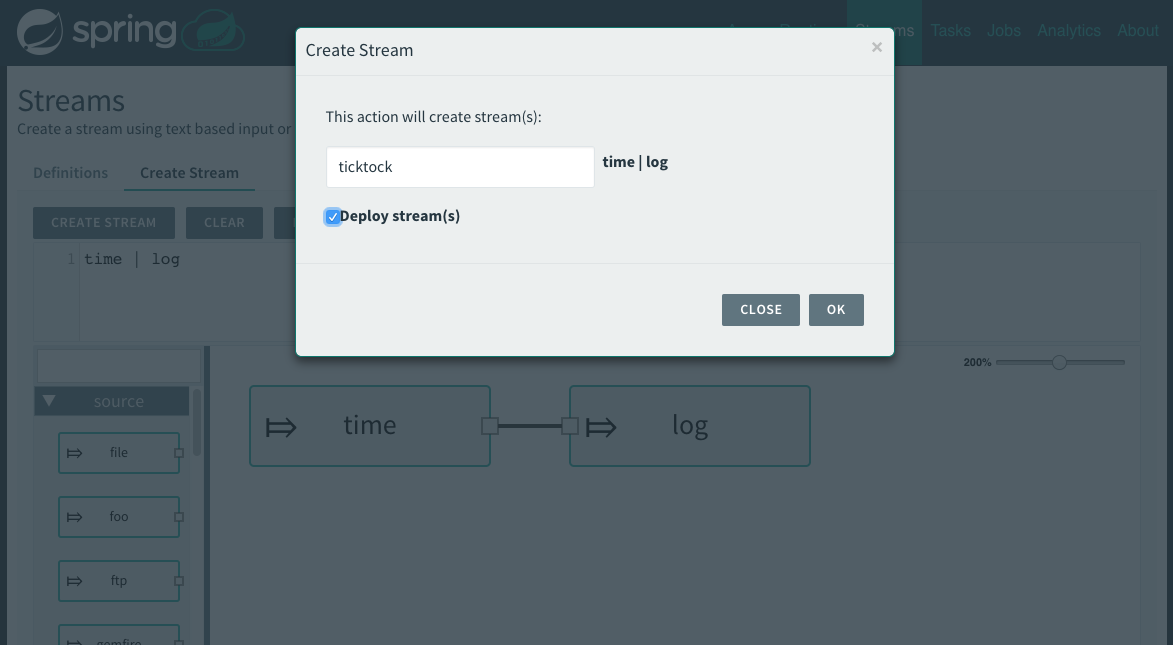 spring
ms Tasks Jobs Analytics About
Create Stream
×
Streams
Create a stream using text based input or
This action will create stream(s):
ticktock
time | log
Definitions
Create Stream
Deploy stream(s)
CREATE STREAM
CLEAR
1 time | log
CLOSE
OK
200%
source
time
log
file
foo
ftp
gemfire